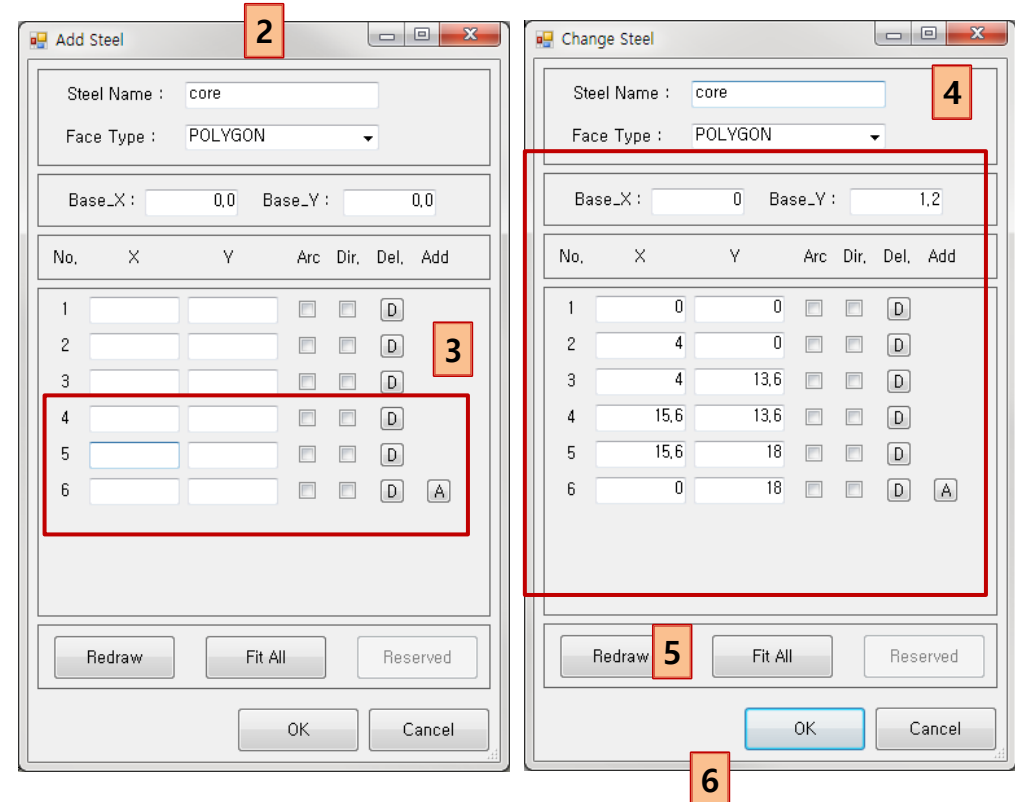 2
Add Steel
Steel Name : core
Face Type : POLYGON
Base_X : 0.0 Base_Y : 0.0
No. X Y Arc Dir. Del. Add
1 D
2 D
3
3 D
4 D
5 D
6 D A
Redraw Fit All Reserved
OK Cancel
Change Steel
4
Steel Name : core
Face Type : POLYGON
Base_X : 0 Base_Y : 1.2
No. X Y Arc Dir. Del. Add
1 0 0 D
2 4 0 D
3 4 13.6 D
4 15.6 13.6 D
5 15.6 18 D
6 0 18 D A
Redraw 5 Fit All Reserved
OK Cancel
6